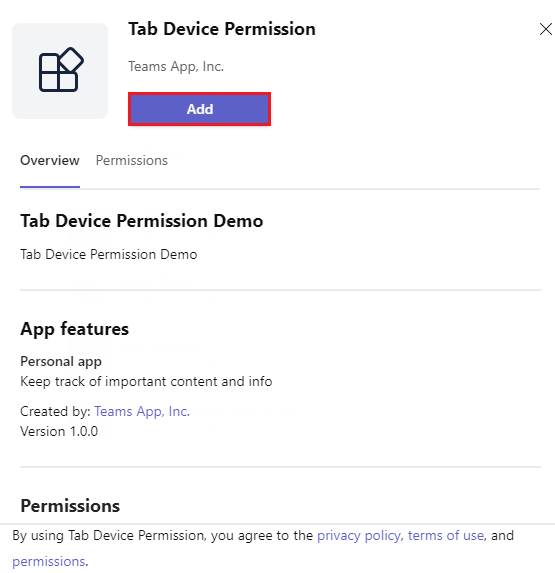 Tab Device Permission
Teams App, Inc.
Add
Overview Permissions
Tab Device Permission Demo
Tab Device Permission Demo
App features
Personal app
Keep track of important content and info
Created by: Teams App, Inc.
Version 1.0.0
Permissions
By using Tab Device Permission, you agree to the privacy policy, terms of use, and
permissions.